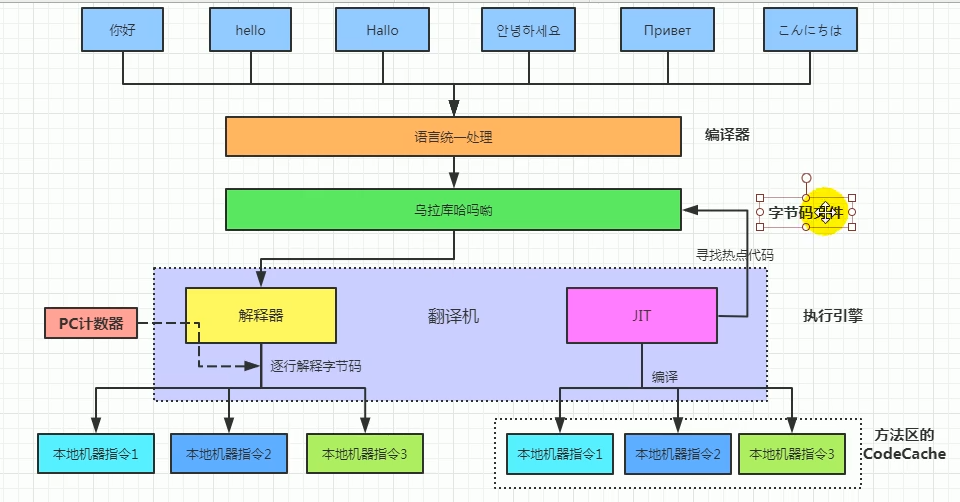 你好
hello
Hallo
안녕하세요
Привет
こんにちは
语言统一处理
编译器
乌拉库哈吗哟
字节码文件
寻找热点代码
PC计数器
解释器
翻译机
JIT
执行引擎
逐行解释字节码
编译
本地机器指令1
本地机器指令2
本地机器指令3
本地机器指令1
本地机器指令2
本地机器指令3
方法区的
CodeCache